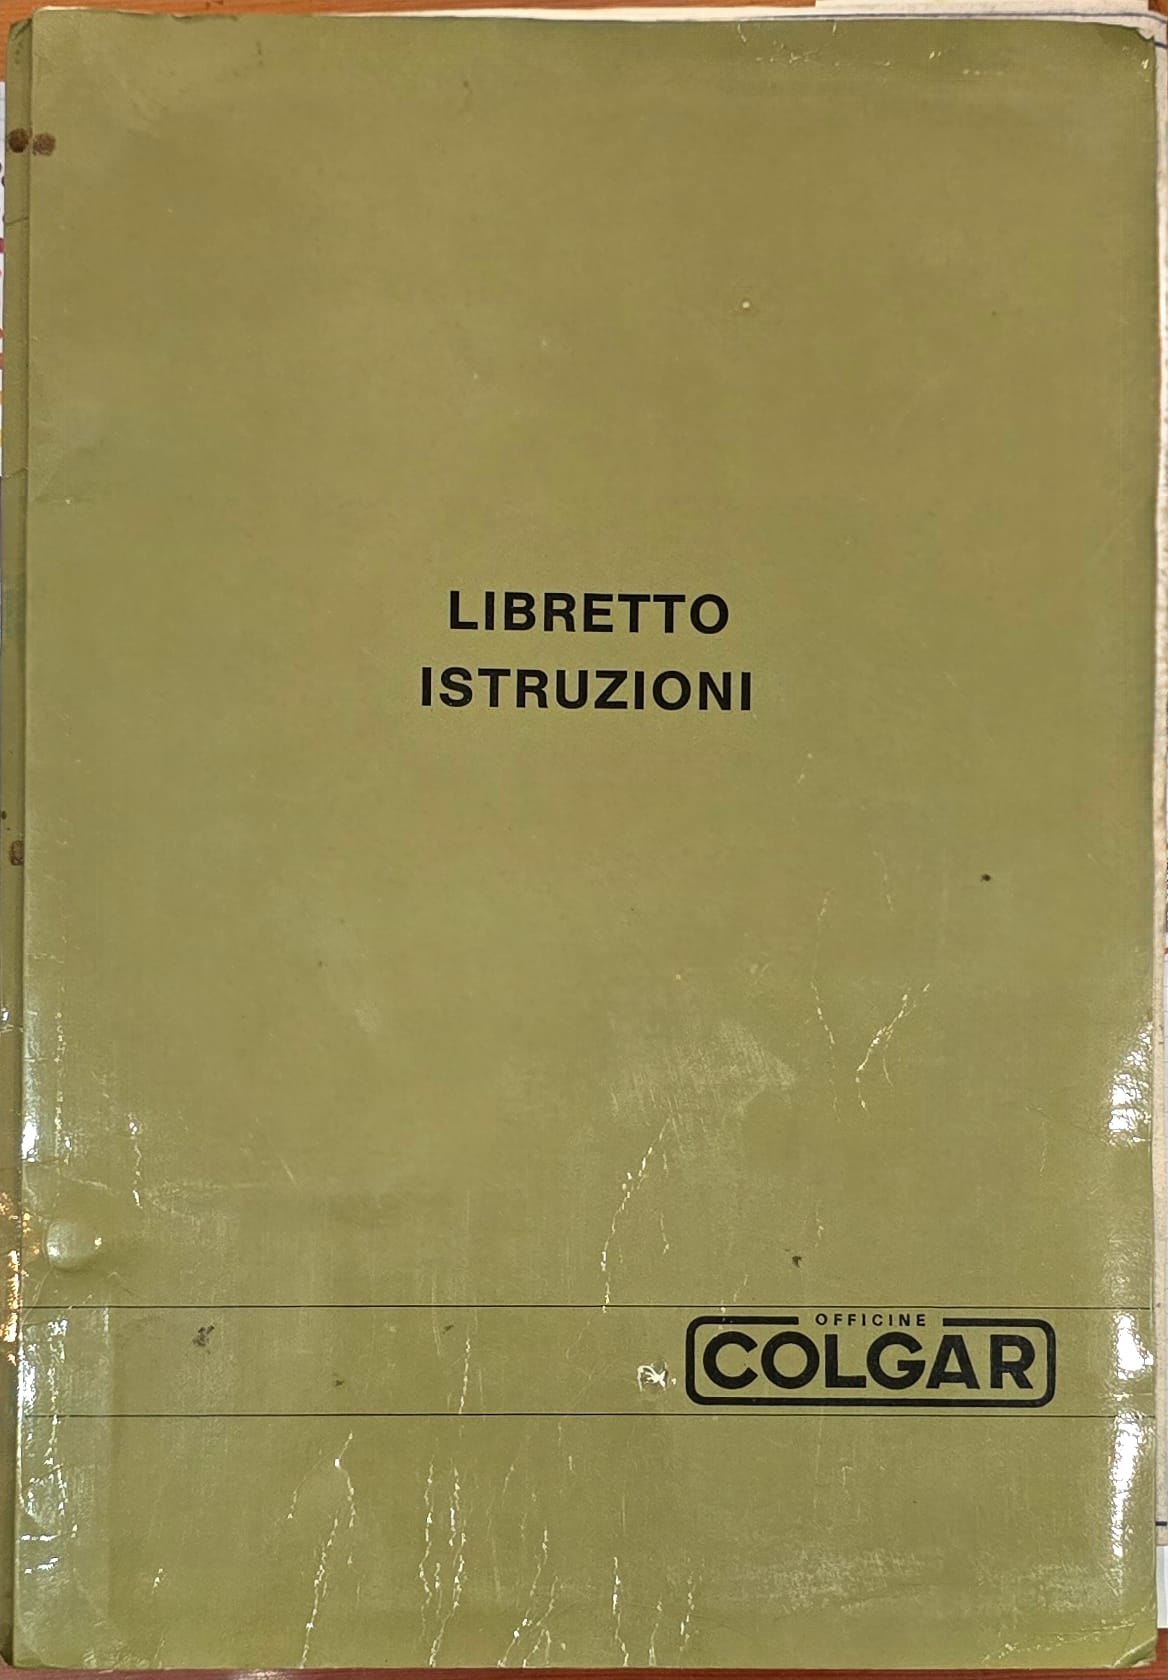 LIBRETTO
ISTRUZIONI
OFFICINE
COLGAR